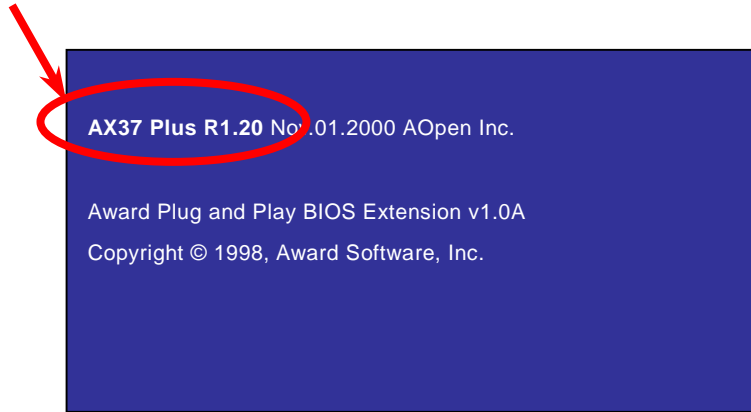 AX37 Plus R1.20 Nov.01.2000 AOpen Inc.
Award Plug and Play BIOS Extension v1.0A
Copyright © 1998, Award Software, Inc.